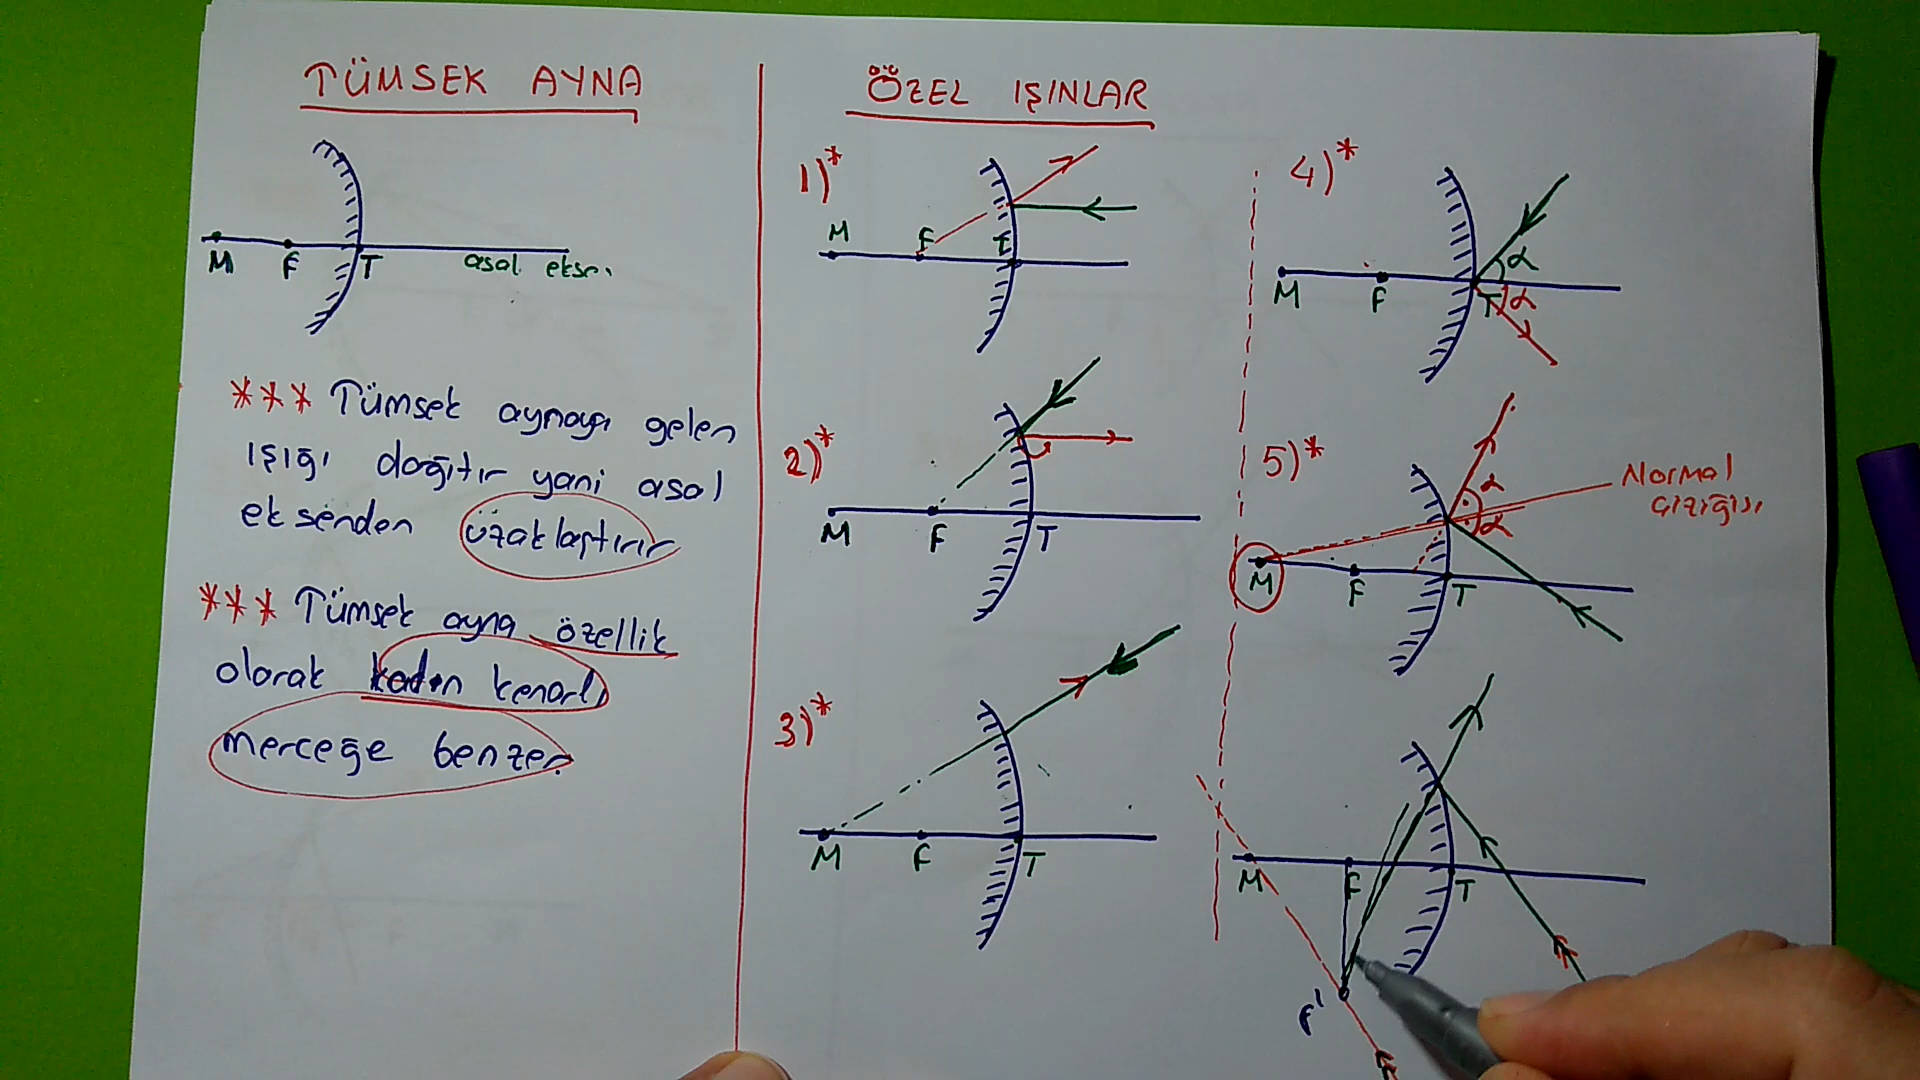 TÜMSEK AYNA
M F T asal eksen
*** Tümsek aynaya gelen
ışığı dağıtır yani asal
eksenden uzaklaştırır
*** Tümsek ayna özellik
olarak kalın kenarlı
merceğe benzer.
ÖZEL IŞINLAR
1)*
M F T
2)*
M F T
3)*
M F T
4)*
α
M F T α
5)*
Normal
çizgisi
α
α
M F T
M F T
F'